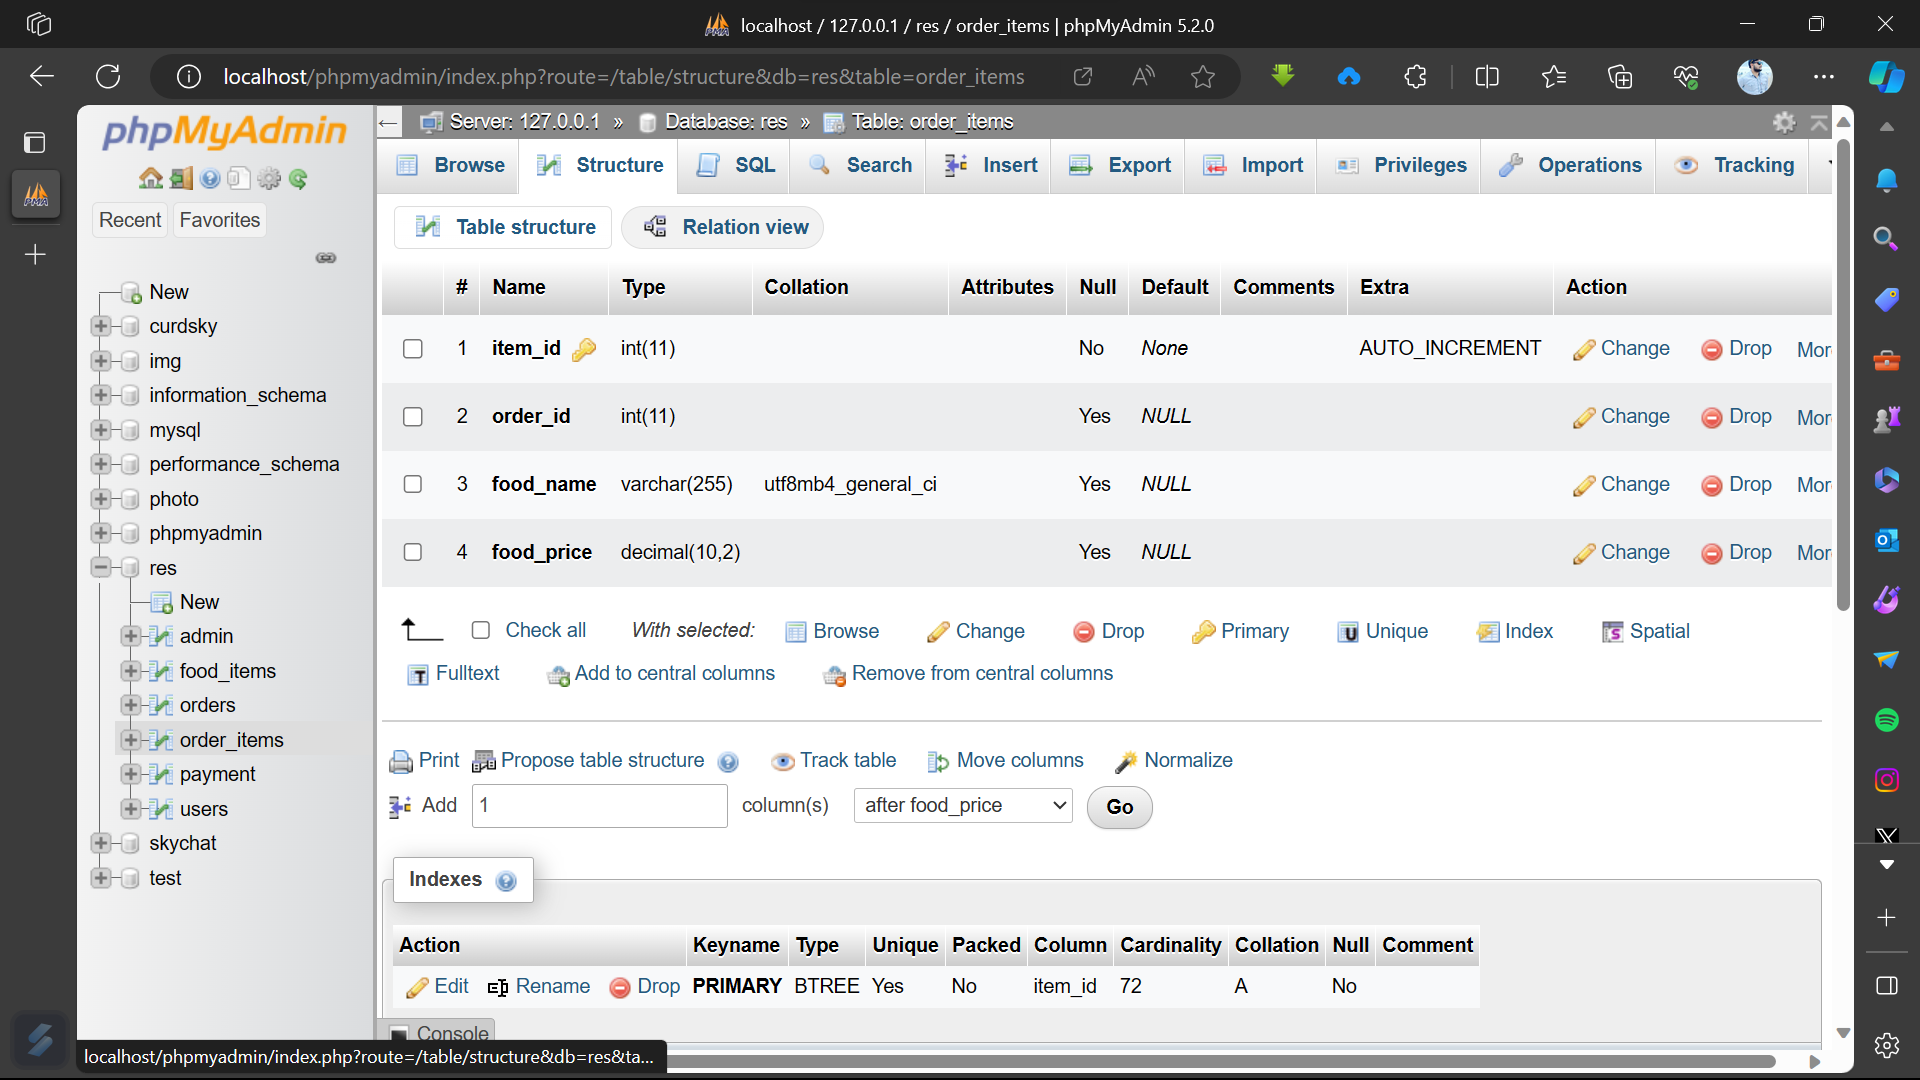 localhost / 127.0.0.1 / res / order_items | phpMyAdmin 5.2.0
localhost/phpmyadmin/index.php?route=/table/structure&db=res&table=order_items
phpMyAdmin
Recent Favorites
New
curdsky
img
information_schema
mysql
performance_schema
photo
phpmyadmin
res
New
admin
food_items
orders
order_items
payment
users
skychat
test
Server: 127.0.0.1 » Database: res » Table: order_items
Browse Structure SQL Search Insert Export Import Privileges Operations Tracking
Table structure Relation view
# Name Type Collation Attributes Null Default Comments Extra Action
1 item_id int(11) No None AUTO_INCREMENT Change Drop Mor
2 order_id int(11) Yes NULL Change Drop Mor
3 food_name varchar(255) utf8mb4_general_ci Yes NULL Change Drop Mor
4 food_price decimal(10,2) Yes NULL Change Drop Mor
Check all With selected: Browse Change Drop Primary Unique Index Spatial
Fulltext Add to central columns Remove from central columns
Print Propose table structure Track table Move columns Normalize
Add 1 column(s) after food_price Go
Indexes
Action Keyname Type Unique Packed Column Cardinality Collation Null Comment
Edit Rename Drop PRIMARY BTREE Yes No item_id 72 A No
Console
localhost/phpmyadmin/index.php?route=/table/structure&db=res&ta...